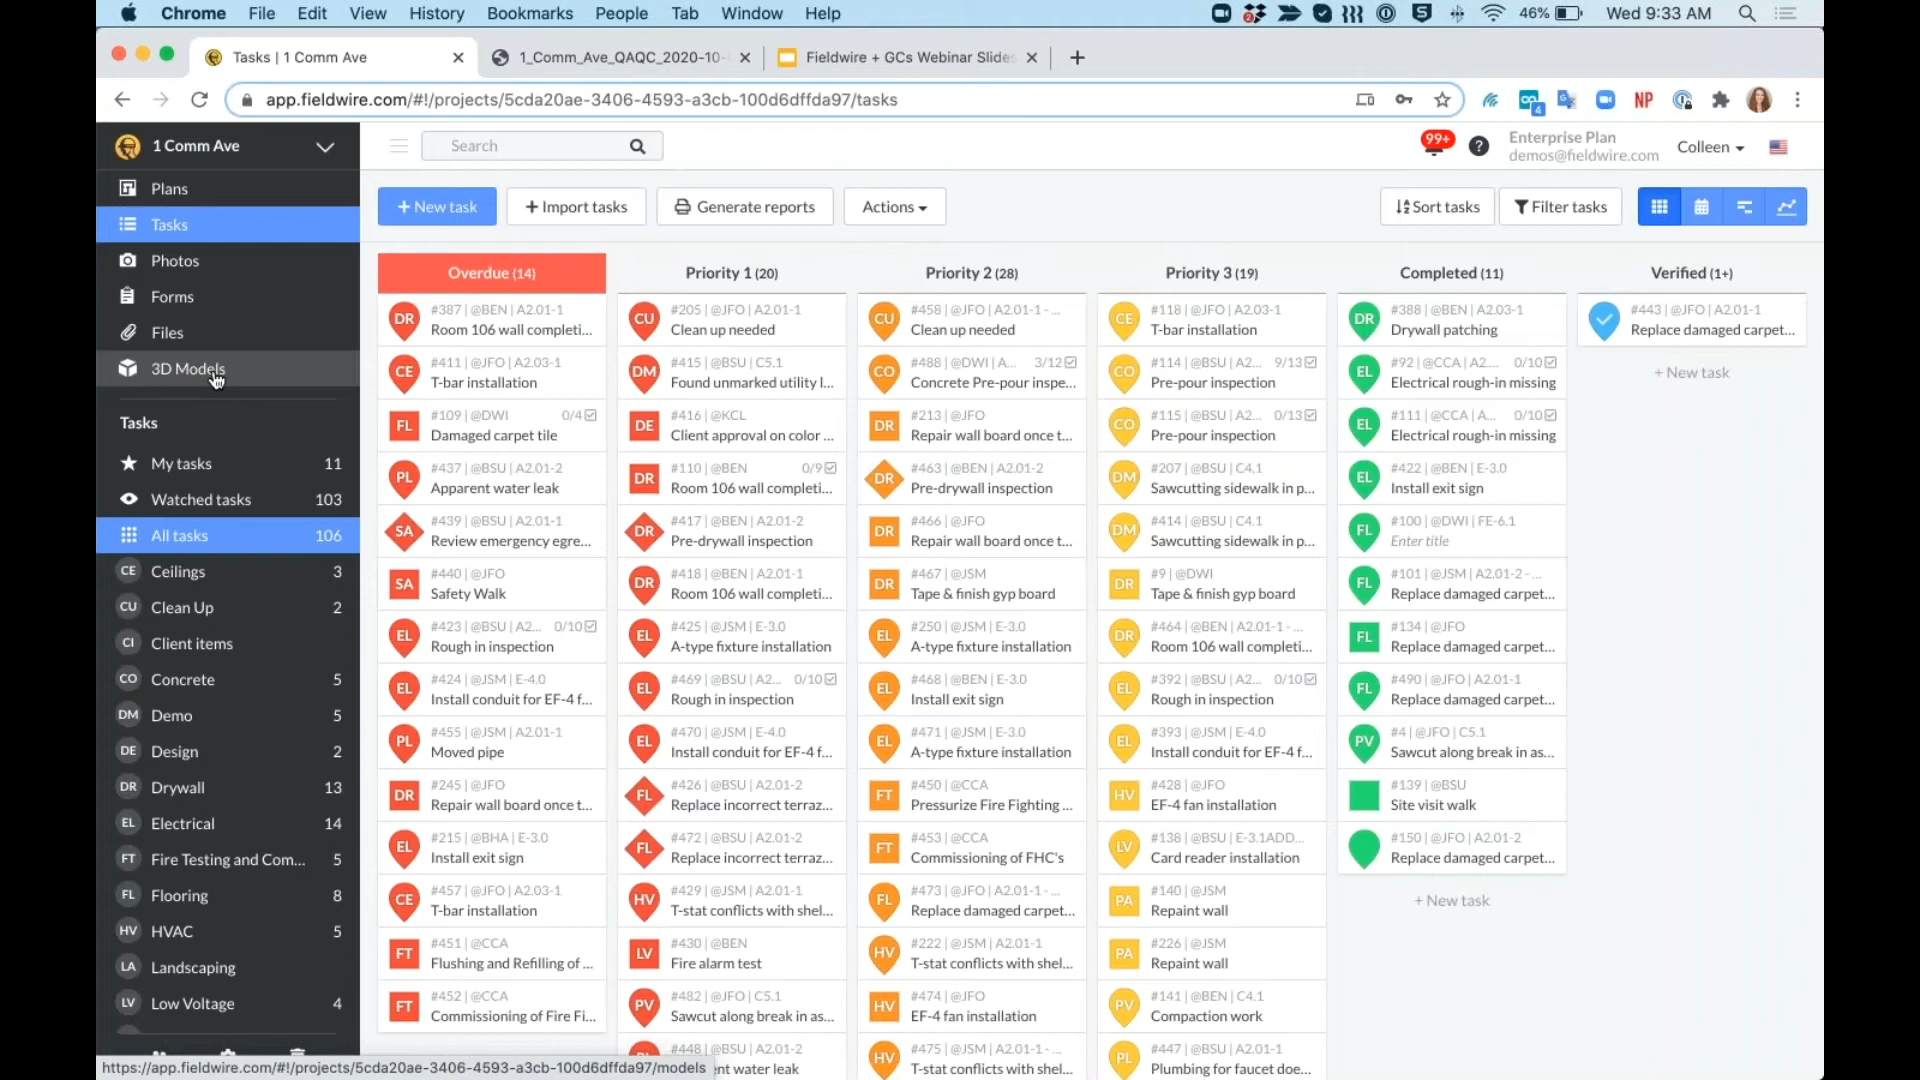 Chrome File Edit View History Bookmarks People Tab Window Help
2 S 46% Wed 9:33 AM
Tasks | 1 Comm Ave
1_Comm_Ave_QAQC_2020-10-
Fieldwire + GCs Webinar Slides
app.fieldwire.com/#!/projects/5cda20ae-3406-4593-a3cb-100d6dffda97/tasks
4 NP
1 Comm Ave
Search
99+
?
Enterprise Plan
demos@fieldwire.com
Colleen
Plans
Tasks
Photos
Forms
Files
3D Models
Tasks
My tasks 11
Watched tasks 103
All tasks 106
CE Ceilings 3
CU Clean Up 2
CI Client items
CO Concrete 5
DM Demo 5
DE Design 2
DR Drywall 13
EL Electrical 14
FT Fire Testing and Com... 5
FL Flooring 8
HV HVAC 5
LA Landscaping
LV Low Voltage 4
+ New task
+ Import tasks
Generate reports
Actions
Sort tasks
Filter tasks
Overdue (14)
DR #387 | @BEN | A2.01-1
Room 106 wall completi...
CE #411 | @JFO | A2.03-1
T-bar installation
FL #109 | @DWI 0/4
Damaged carpet tile
PL #437 | @BSU | A2.01-2
Apparent water leak
SA #439 | @BSU | A2.01-1
Review emergency egre...
SA #440 | @JFO
Safety Walk
EL #423 | @BSU | A2... 0/10
Rough in inspection
EL #424 | @JSM | E-4.0
Install conduit for EF-4 f...
PL #455 | @JSM | A2.01-1
Moved pipe
DR #245 | @JFO
Repair wall board once t...
EL #215 | @BHA | E-3.0
Install exit sign
CE #457 | @JFO | A2.03-1
T-bar installation
FT #451 | @CCA
Flushing and Refilling of ...
FT #452 | @CCA
Commissioning of Fire Fi...
Priority 1 (20)
CU #205 | @JFO | A2.01-1
Clean up needed
DM #415 | @BSU | C5.1
Found unmarked utility l...
DE #416 | @KCL
Client approval on color ...
DR #110 | @BEN 0/9
Room 106 wall completi...
DR #417 | @BEN | A2.01-2
Pre-drywall inspection
DR #418 | @BEN | A2.01-1
Room 106 wall completi...
EL #425 | @JSM | E-3.0
A-type fixture installation
EL #469 | @BSU | A2... 0/10
Rough in inspection
EL #470 | @JSM | E-4.0
Install conduit for EF-4 f...
FL #426 | @BSU | A2.01-2
Replace incorrect terraz...
FL #472 | @BSU | A2.01-2
Replace incorrect terraz...
HV #429 | @JSM | A2.01-1
T-stat conflicts with shel...
LV #430 | @BEN
Fire alarm test
PV #482 | @JFO | C5.1
Sawcut along break in as...
#448 | @BSU | A2.01-2
nt water leak
Priority 2 (28)
CU #458 | @JFO | A2.01-1 - ...
Clean up needed
CO #488 | @DWI | A... 3/12
Concrete Pre-pour inspe...
DR #213 | @JFO
Repair wall board once t...
DR #463 | @BEN | A2.01-2
Pre-drywall inspection
DR #466 | @JFO
Repair wall board once t...
DR #467 | @JSM
Tape & finish gyp board
EL #250 | @JSM | E-3.0
A-type fixture installation
EL #468 | @BEN | E-3.0
Install exit sign
EL #471 | @JSM | E-3.0
A-type fixture installation
FT #450 | @CCA
Pressurize Fire Fighting ...
FT #453 | @CCA
Commissioning of FHC's
FL #473 | @JFO | A2.01-1 - ...
Replace damaged carpet...
HV #222 | @JSM | A2.01-1
T-stat conflicts with shel...
HV #474 | @JFO
EF-4 fan installation
HV #475 | @JSM | A2.01-1 - ...
T-stat conflicts with shel...
Priority 3 (19)
CE #118 | @JFO | A2.03-1
T-bar installation
CO #114 | @BSU | A2... 9/13
Pre-pour inspection
CO #115 | @BSU | A2... 0/13
Pre-pour inspection
DM #207 | @BSU | C4.1
Sawcutting sidewalk in p...
DM #414 | @BSU | C4.1
Sawcutting sidewalk in p...
DR #9 | @DWI
Tape & finish gyp board
DR #464 | @BEN | A2.01-1 - ...
Room 106 wall completi...
EL #392 | @BSU | A2... 0/10
Rough in inspection
EL #393 | @JSM | E-4.0
Install conduit for EF-4 f...
HV #428 | @JFO
EF-4 fan installation
LV #138 | @BSU | E-3.1ADD...
Card reader installation
PA #140 | @JSM
Repaint wall
PA #226 | @JSM
Repaint wall
PV #141 | @BEN | C4.1
Compaction work
PL #447 | @BSU | A2.01-1
Plumbing for faucet doe...
Completed (11)
DR #388 | @BEN | A2.03-1
Drywall patching
EL #92 | @CCA | A2.... 0/10
Electrical rough-in missing
EL #111 | @CCA | A... 0/10
Electrical rough-in missing
EL #422 | @BEN | E-3.0
Install exit sign
FL #100 | @DWI | FE-6.1
Enter title
FL #101 | @JSM | A2.01-2 - ...
Replace damaged carpet...
FL #134 | @JFO
Replace damaged carpet...
FL #490 | @JFO | A2.01-1
Replace damaged carpet...
PV #4 | @JFO | C5.1
Sawcut along break in as...
#139 | @BSU
Site visit walk
#150 | @JFO | A2.01-2
Replace damaged carpet...
+ New task
Verified (1+)
#443 | @JFO | A2.01-1
Replace damaged carpet...
+ New task
https://app.fieldwire.com/#!/projects/5cda20ae-3406-4593-a3cb-100d6dffda97/models